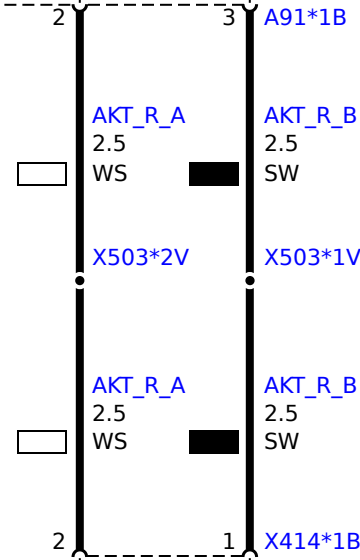 2 3 A91*1B
AKT_R_A AKT_R_B
2.5 2.5
WS SW
X503*2V X503*1V
AKT_R_A AKT_R_B
2.5 2.5
WS SW
2 1 X414*1B